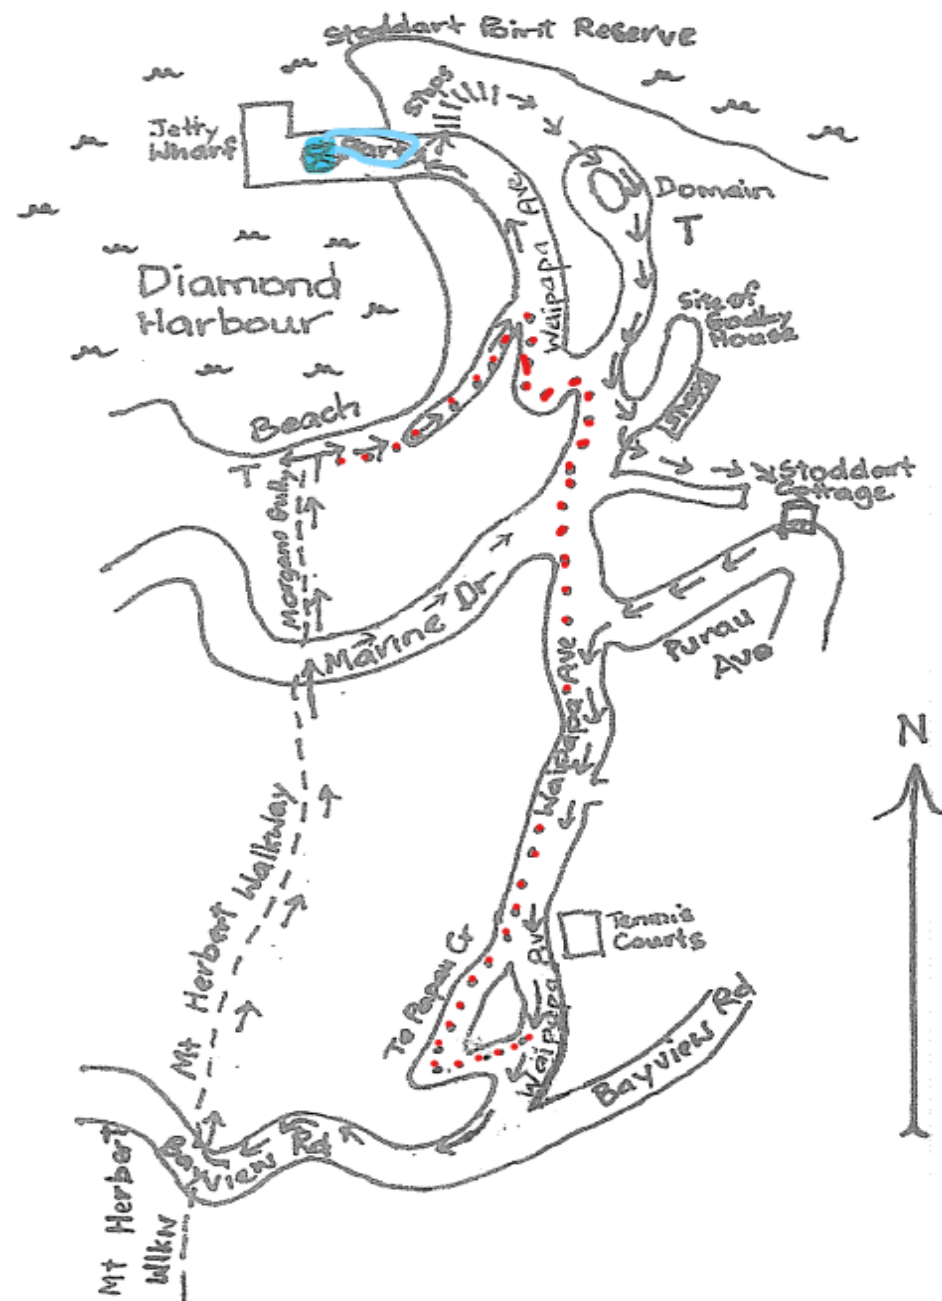 Stoddart Point Reserve
Steps
Jetty
Wharf
Start
Waipapa Ave
Domain
T
Diamond
Harbour
Site of
Godley
House
Shops
Beach
T T
Stoddart
Cottage
Morgans Gully
Marine Dr
Purau
Ave
Waipapa Ave
N
Mt Herbert Walkway
Tennis
Courts
Te Papau Cr
Waipapa Av
Bayview Rd
Bayview Rd
Mt Herbert
Wlkw